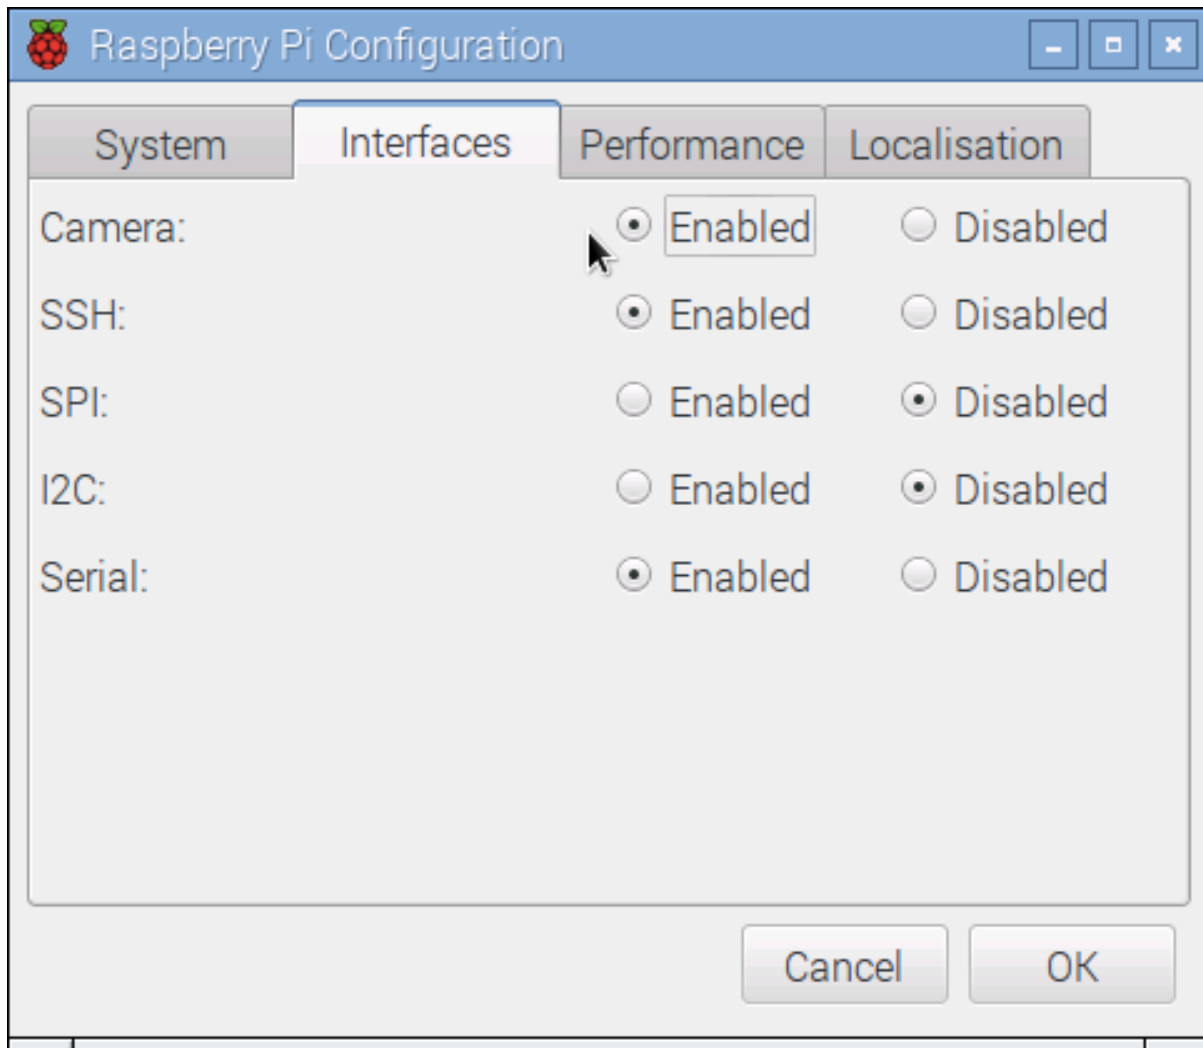 Raspberry Pi Configuration
System Interfaces Performance Localisation
Camera: Enabled Disabled
SSH: Enabled Disabled
SPI: Enabled Disabled
I2C: Enabled Disabled
Serial: Enabled Disabled
Cancel OK